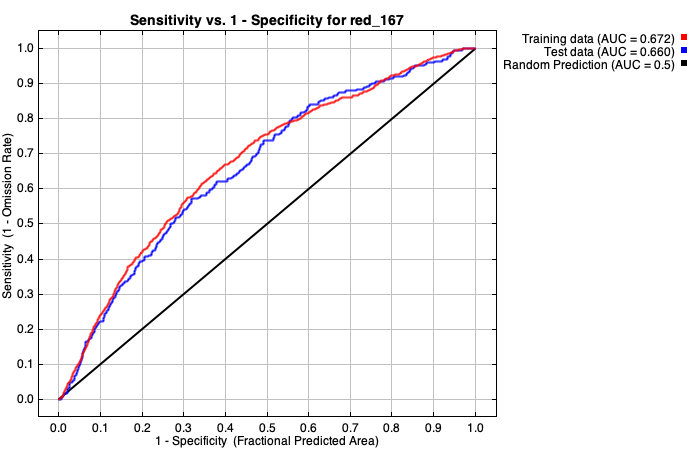 Sensitivity vs. 1 - Specificity for red_167
Training data (AUC = 0.672)
Test data (AUC = 0.660)
Random Prediction (AUC = 0.5)
Sensitivity (1 - Omission Rate)
1.0
0.9
0.8
0.7
0.6
0.5
0.4
0.3
0.2
0.1
0.0
0.0 0.1 0.2 0.3 0.4 0.5 0.6 0.7 0.8 0.9 1.0
1 - Specificity (Fractional Predicted Area)